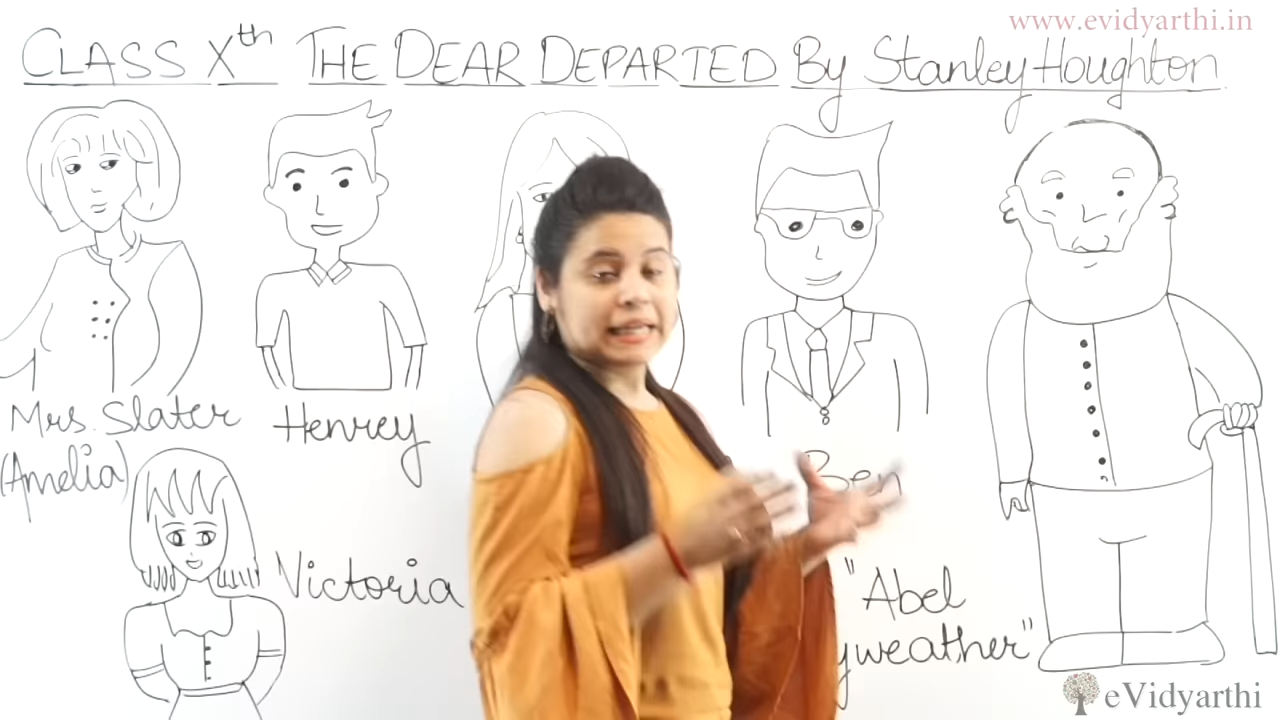 www.evidyarthi.in
CLASS Xth THE DEAR DEPARTED By Stanley Houghton
Mrs. Slater
(Amelia)
Henrey
Ben
Victoria
"Abel
yweather"
eVidyarthi